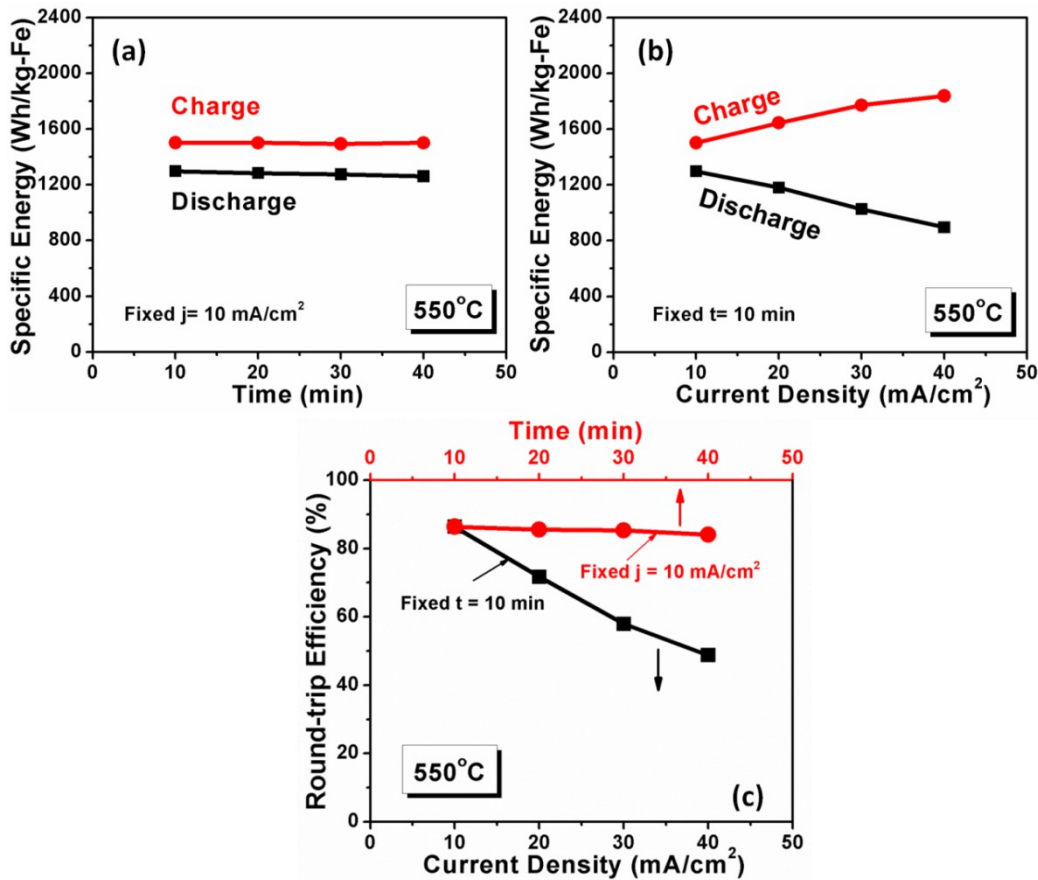 (a)
Charge
Discharge
Fixed j= 10 mA/cm²
550°C
Specific Energy (Wh/kg-Fe)
2400
2000
1600
1200
800
400
0
0 10 20 30 40 50
Time (min)
(b)
Charge
Discharge
Fixed t= 10 min
550°C
Specific Energy (Wh/kg-Fe)
2400
2000
1600
1200
800
400
0
0 10 20 30 40 50
Current Density (mA/cm²)
Time (min)
0 10 20 30 40 50
Round-trip Efficiency (%)
100
80
60
40
20
0
Fixed j = 10 mA/cm²
Fixed t = 10 min
550°C
(c)
0 10 20 30 40 50
Current Density (mA/cm²)